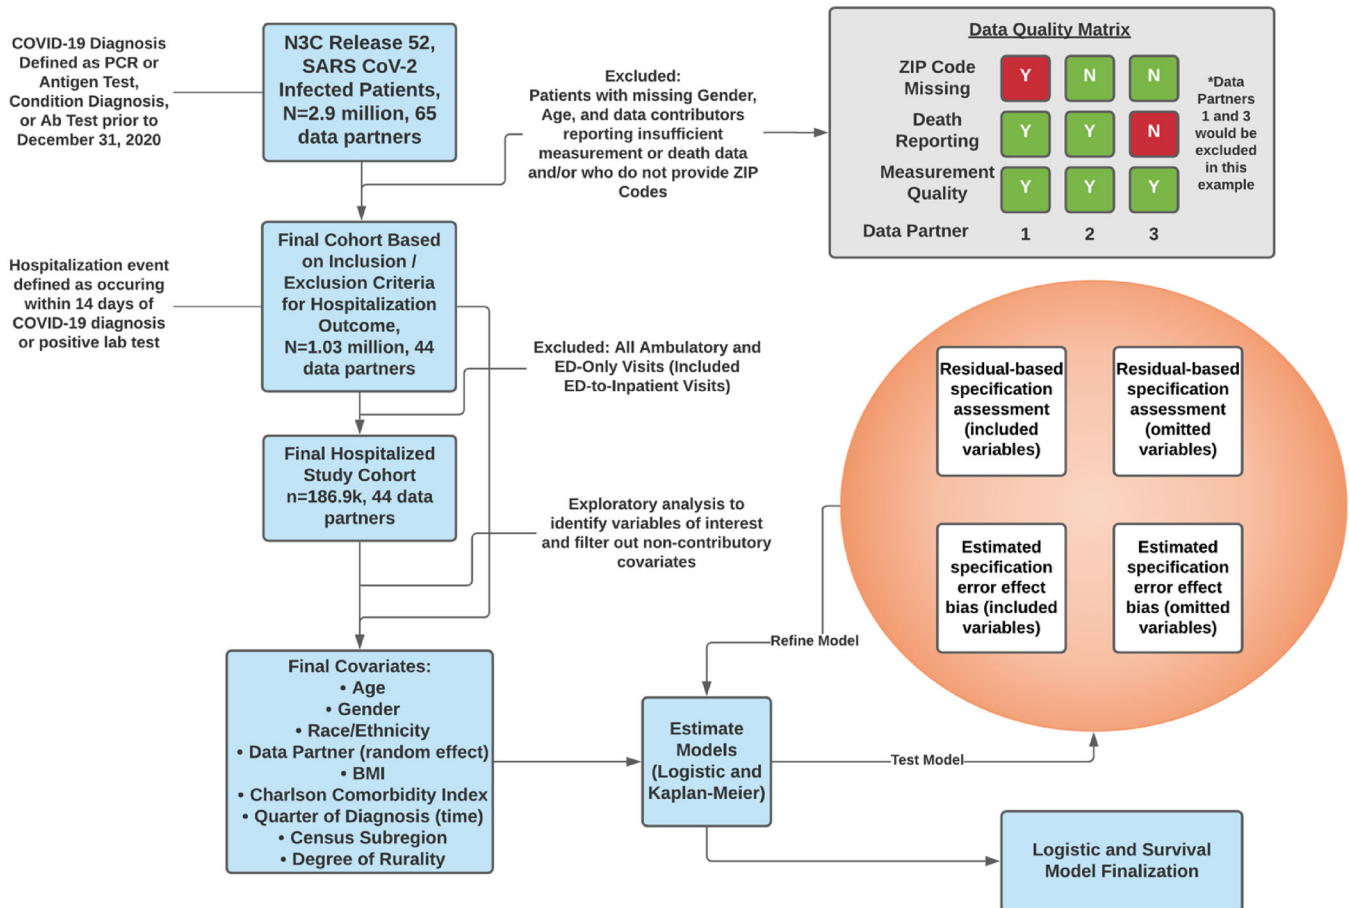 COVID-19 Diagnosis
Defined as PCR or
Antigen Test,
Condition Diagnosis,
or Ab Test prior to
December 31, 2020
N3C Release 52,
SARS CoV-2
Infected Patients,
N=2.9 million, 65
data partners
Excluded:
Patients with missing Gender,
Age, and data contributors
reporting insufficient
measurement or death data
and/or who do not provide ZIP
Codes
Data Quality Matrix
ZIP Code
Missing
Y N N
Death
Reporting
Y Y N
Measurement
Quality
Y Y Y
Data Partner 1 2 3
*Data
Partners
1 and 3
would be
excluded
in this
example
Hospitalization event
defined as occuring
within 14 days of
COVID-19 diagnosis
or positive lab test
Final Cohort Based
on Inclusion /
Exclusion Criteria
for Hospitalization
Outcome,
N=1.03 million, 44
data partners
Excluded: All Ambulatory and
ED-Only Visits (Included
ED-to-Inpatient Visits)
Final Hospitalized
Study Cohort
n=186.9k, 44 data
partners
Exploratory analysis to
identify variables of interest
and filter out non-contributory
covariates
Residual-based
specification
assessment
(included
variables)
Residual-based
specification
assessment
(omitted
variables)
Estimated
specification
error effect
bias (included
variables)
Estimated
specification
error effect
bias (omitted
variables)
Refine Model
Final Covariates:
• Age
• Gender
• Race/Ethnicity
• Data Partner (random effect)
• BMI
• Charlson Comorbidity Index
• Quarter of Diagnosis (time)
• Census Subregion
• Degree of Rurality
Estimate
Models
(Logistic and
Kaplan-Meier)
Test Model
Logistic and Survival
Model Finalization